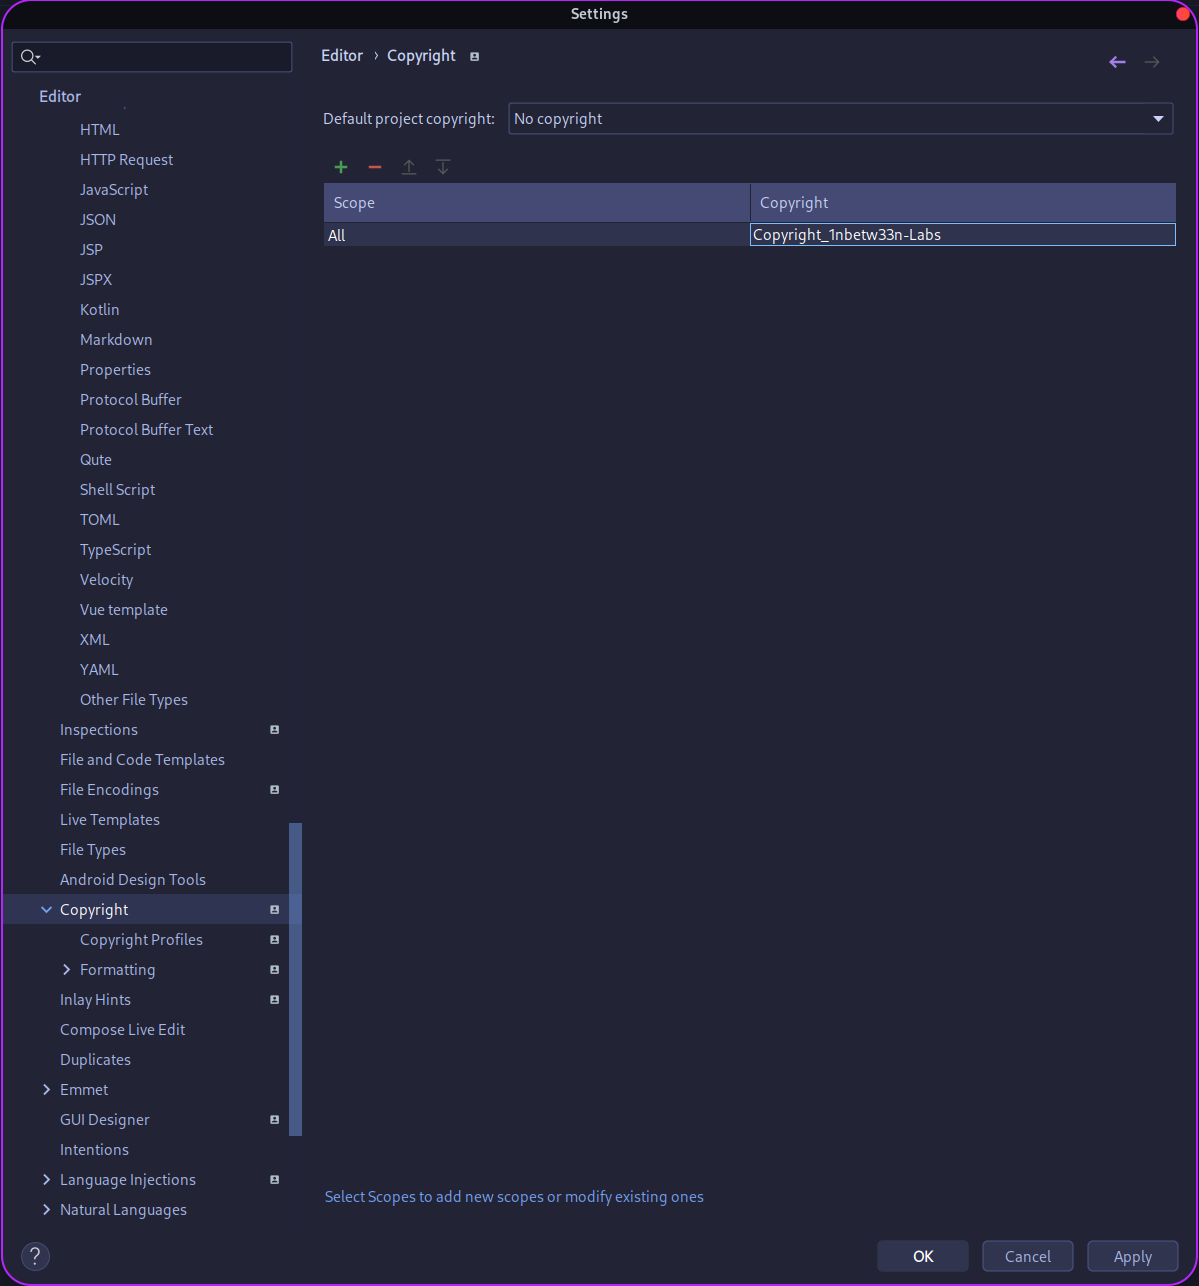 Settings
Editor › Copyright
Editor
Default project copyright: No copyright
HTML
HTTP Request
JavaScript
JSON
JSP
JSPX
Kotlin
Markdown
Properties
Protocol Buffer
Protocol Buffer Text
Qute
Shell Script
TOML
TypeScript
Velocity
Vue template
XML
YAML
Other File Types
Inspections
File and Code Templates
File Encodings
Live Templates
File Types
Android Design Tools
Copyright
Copyright Profiles
Formatting
Inlay Hints
Compose Live Edit
Duplicates
Emmet
GUI Designer
Intentions
Language Injections
Natural Languages
Scope Copyright
All Copyright_1nbetw33n-Labs
Select Scopes to add new scopes or modify existing ones
? OK Cancel Apply